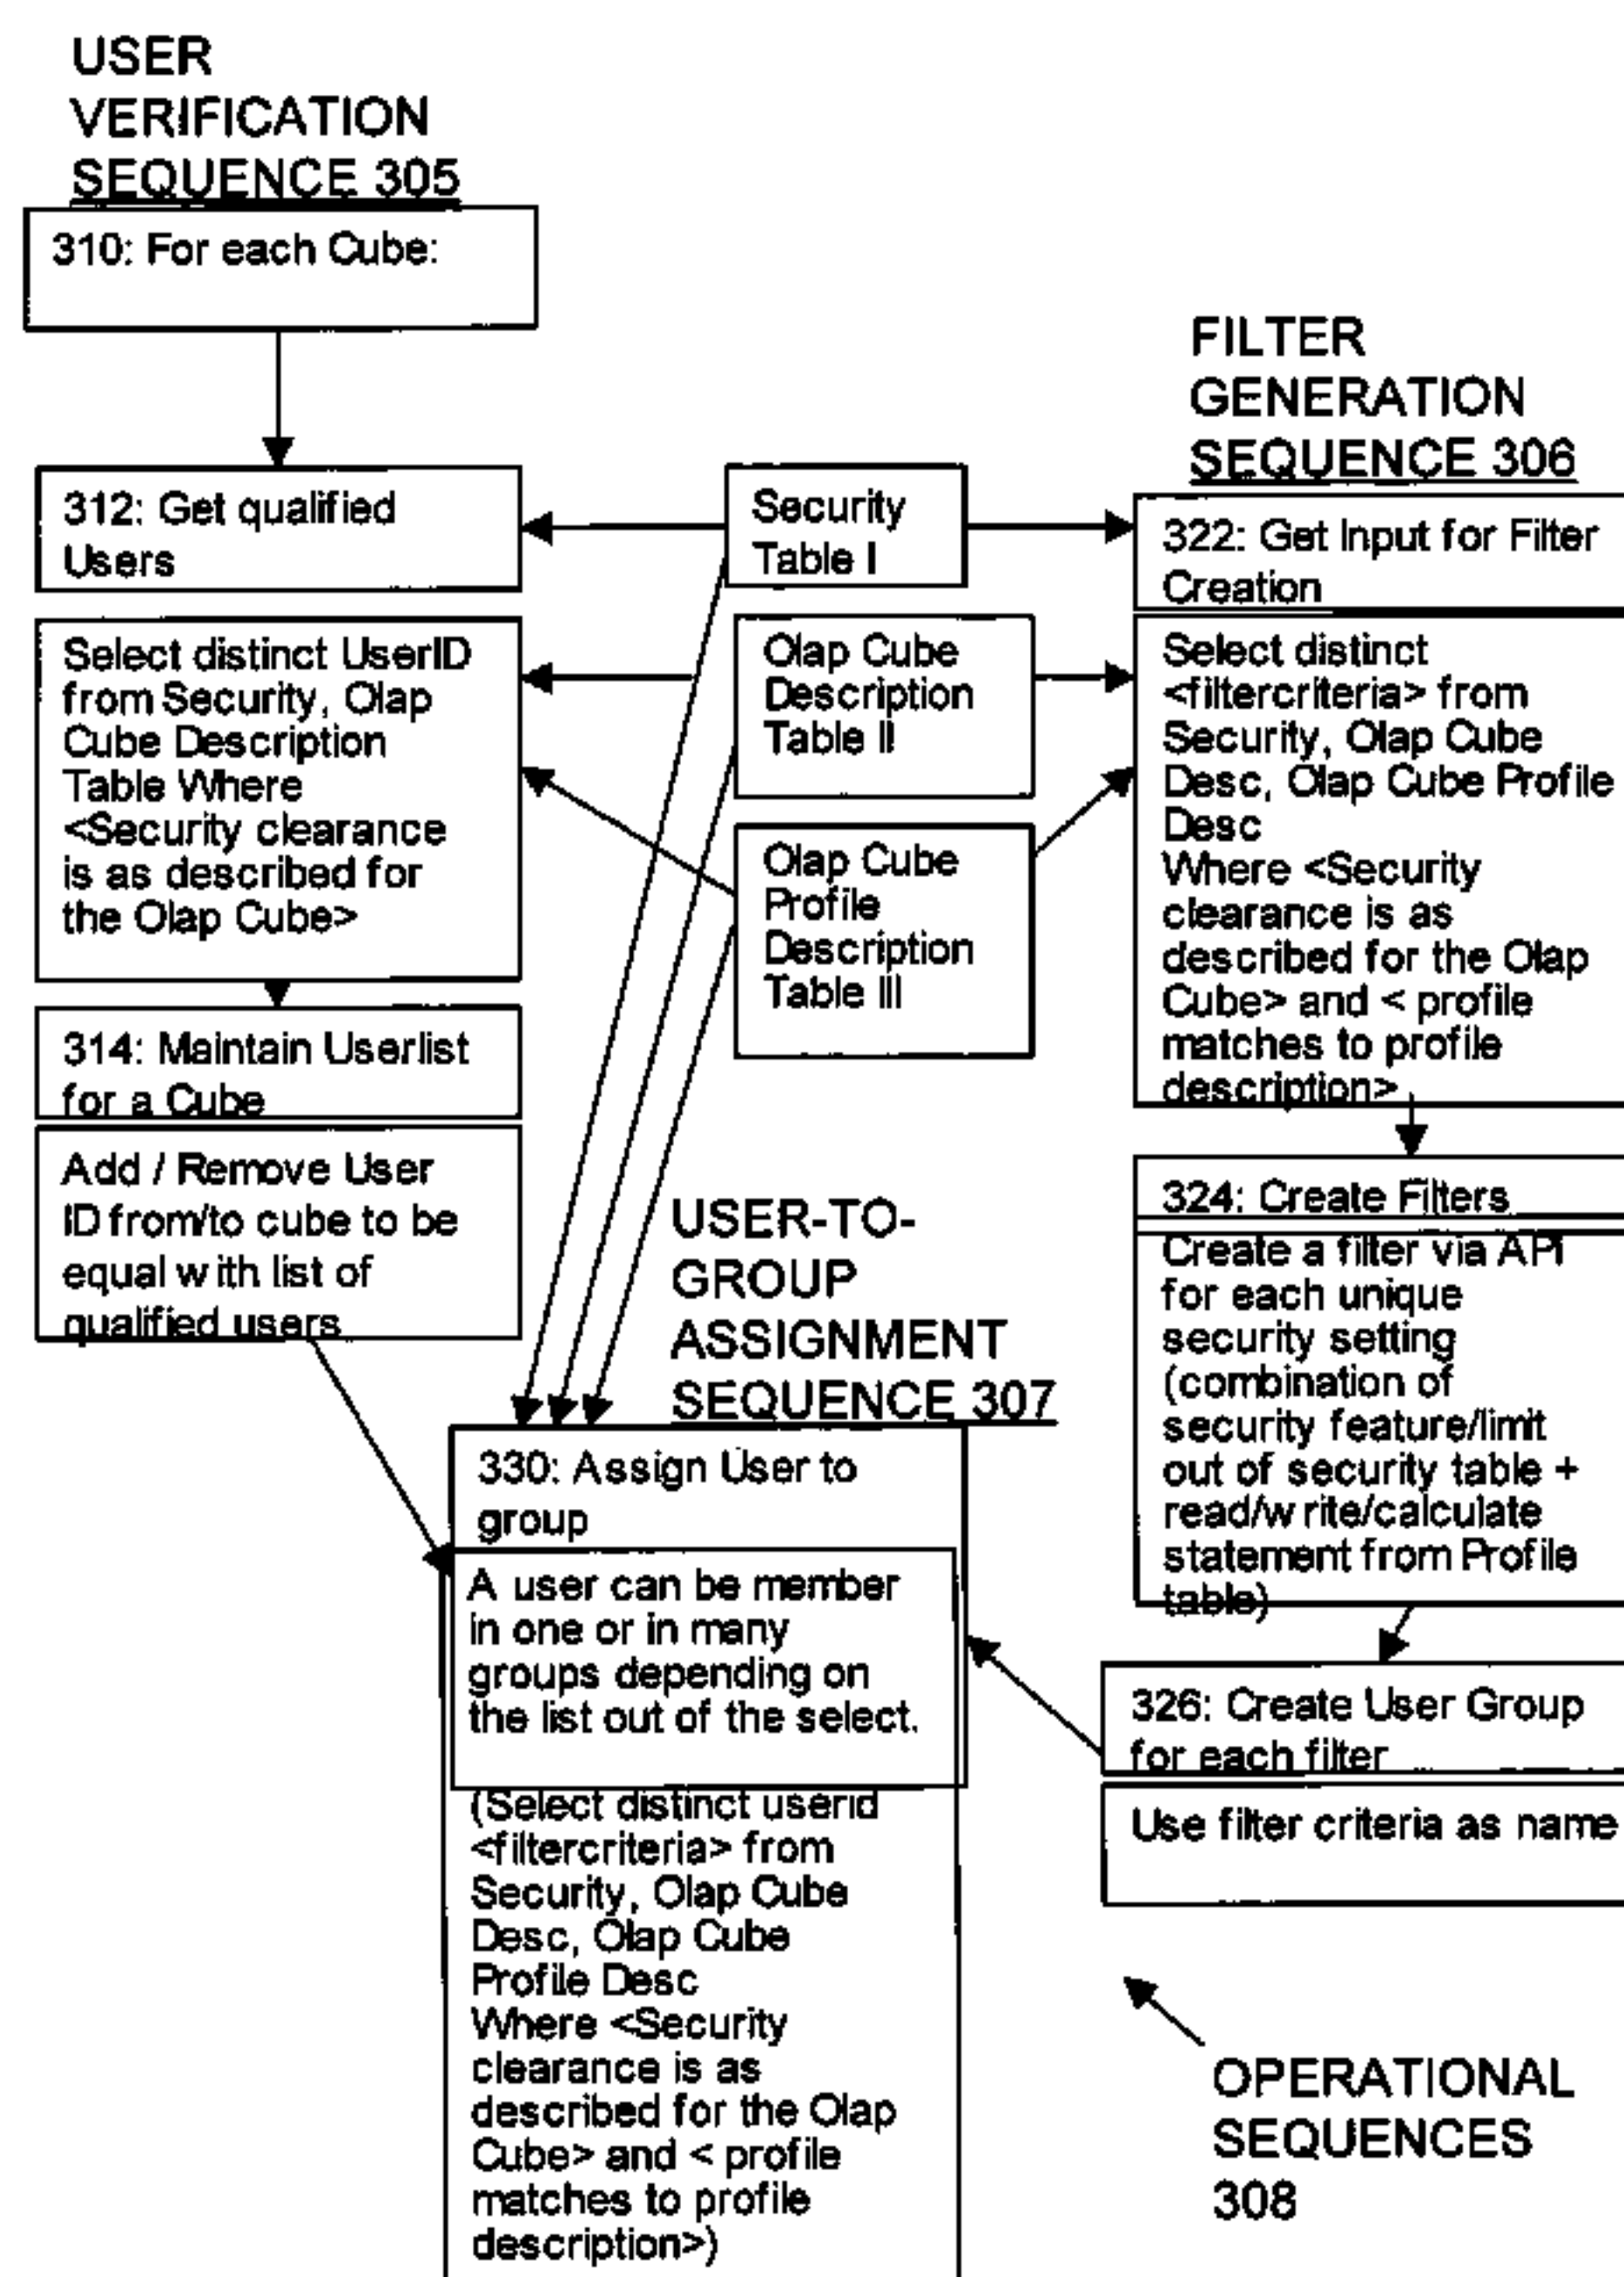 USER
VERIFICATION
SEQUENCE 305
310: For each Cube:
312: Get qualified
Users
Select distinct UserID
from Security, Olap
Cube Description
Table Where
<Security clearance
is as described for
the Olap Cube>
314: Maintain Userlist
for a Cube
Add / Remove User
ID from/to cube to be
equal with list of
qualified users
Security
Table I
Olap Cube
Description
Table II
Olap Cube
Profile
Description
Table III
FILTER
GENERATION
SEQUENCE 306
322: Get Input for Filter
Creation
Select distinct
<filtercriteria> from
Security, Olap Cube
Desc, Olap Cube Profile
Desc
Where <Security
clearance is as
described for the Olap
Cube> and < profile
matches to profile
description>
324: Create Filters
Create a filter via API
for each unique
security setting
(combination of
security feature/limit
out of security table +
read/write/calculate
statement from Profile
table)
326: Create User Group
for each filter
Use filter criteria as name
USER-TO-
GROUP
ASSIGNMENT
SEQUENCE 307
330: Assign User to
group
A user can be member
in one or in many
groups depending on
the list out of the select.
(Select distinct userid
<filtercriteria> from
Security, Olap Cube
Desc, Olap Cube
Profile Desc
Where <Security
clearance is as
described for the Olap
Cube> and < profile
matches to profile
description>)
OPERATIONAL
SEQUENCES
308